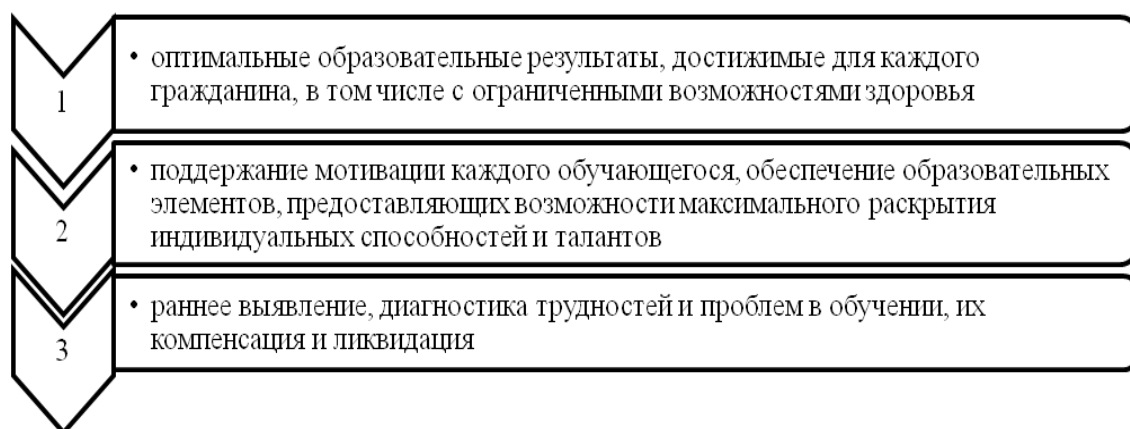 1
• оптимальные образовательные результаты, достижимые для каждого
гражданина, в том числе с ограниченными возможностями здоровья
2
• поддержание мотивации каждого обучающегося, обеспечение образовательных
элементов, предоставляющих возможности максимального раскрытия
индивидуальных способностей и талантов
3
• раннее выявление, диагностика трудностей и проблем в обучении, их
компенсация и ликвидация